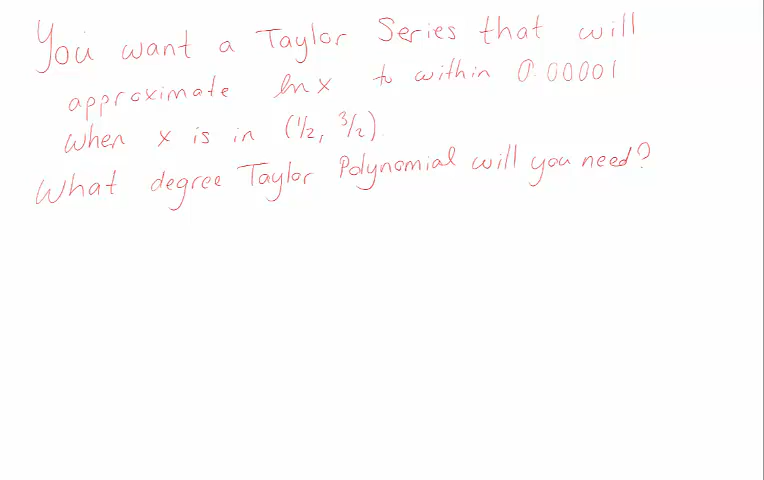 You want a Taylor Series that will
approximate ln x to within 0.00001
when x is in (1/2, 3/2).
What degree Taylor Polynomial will you need?